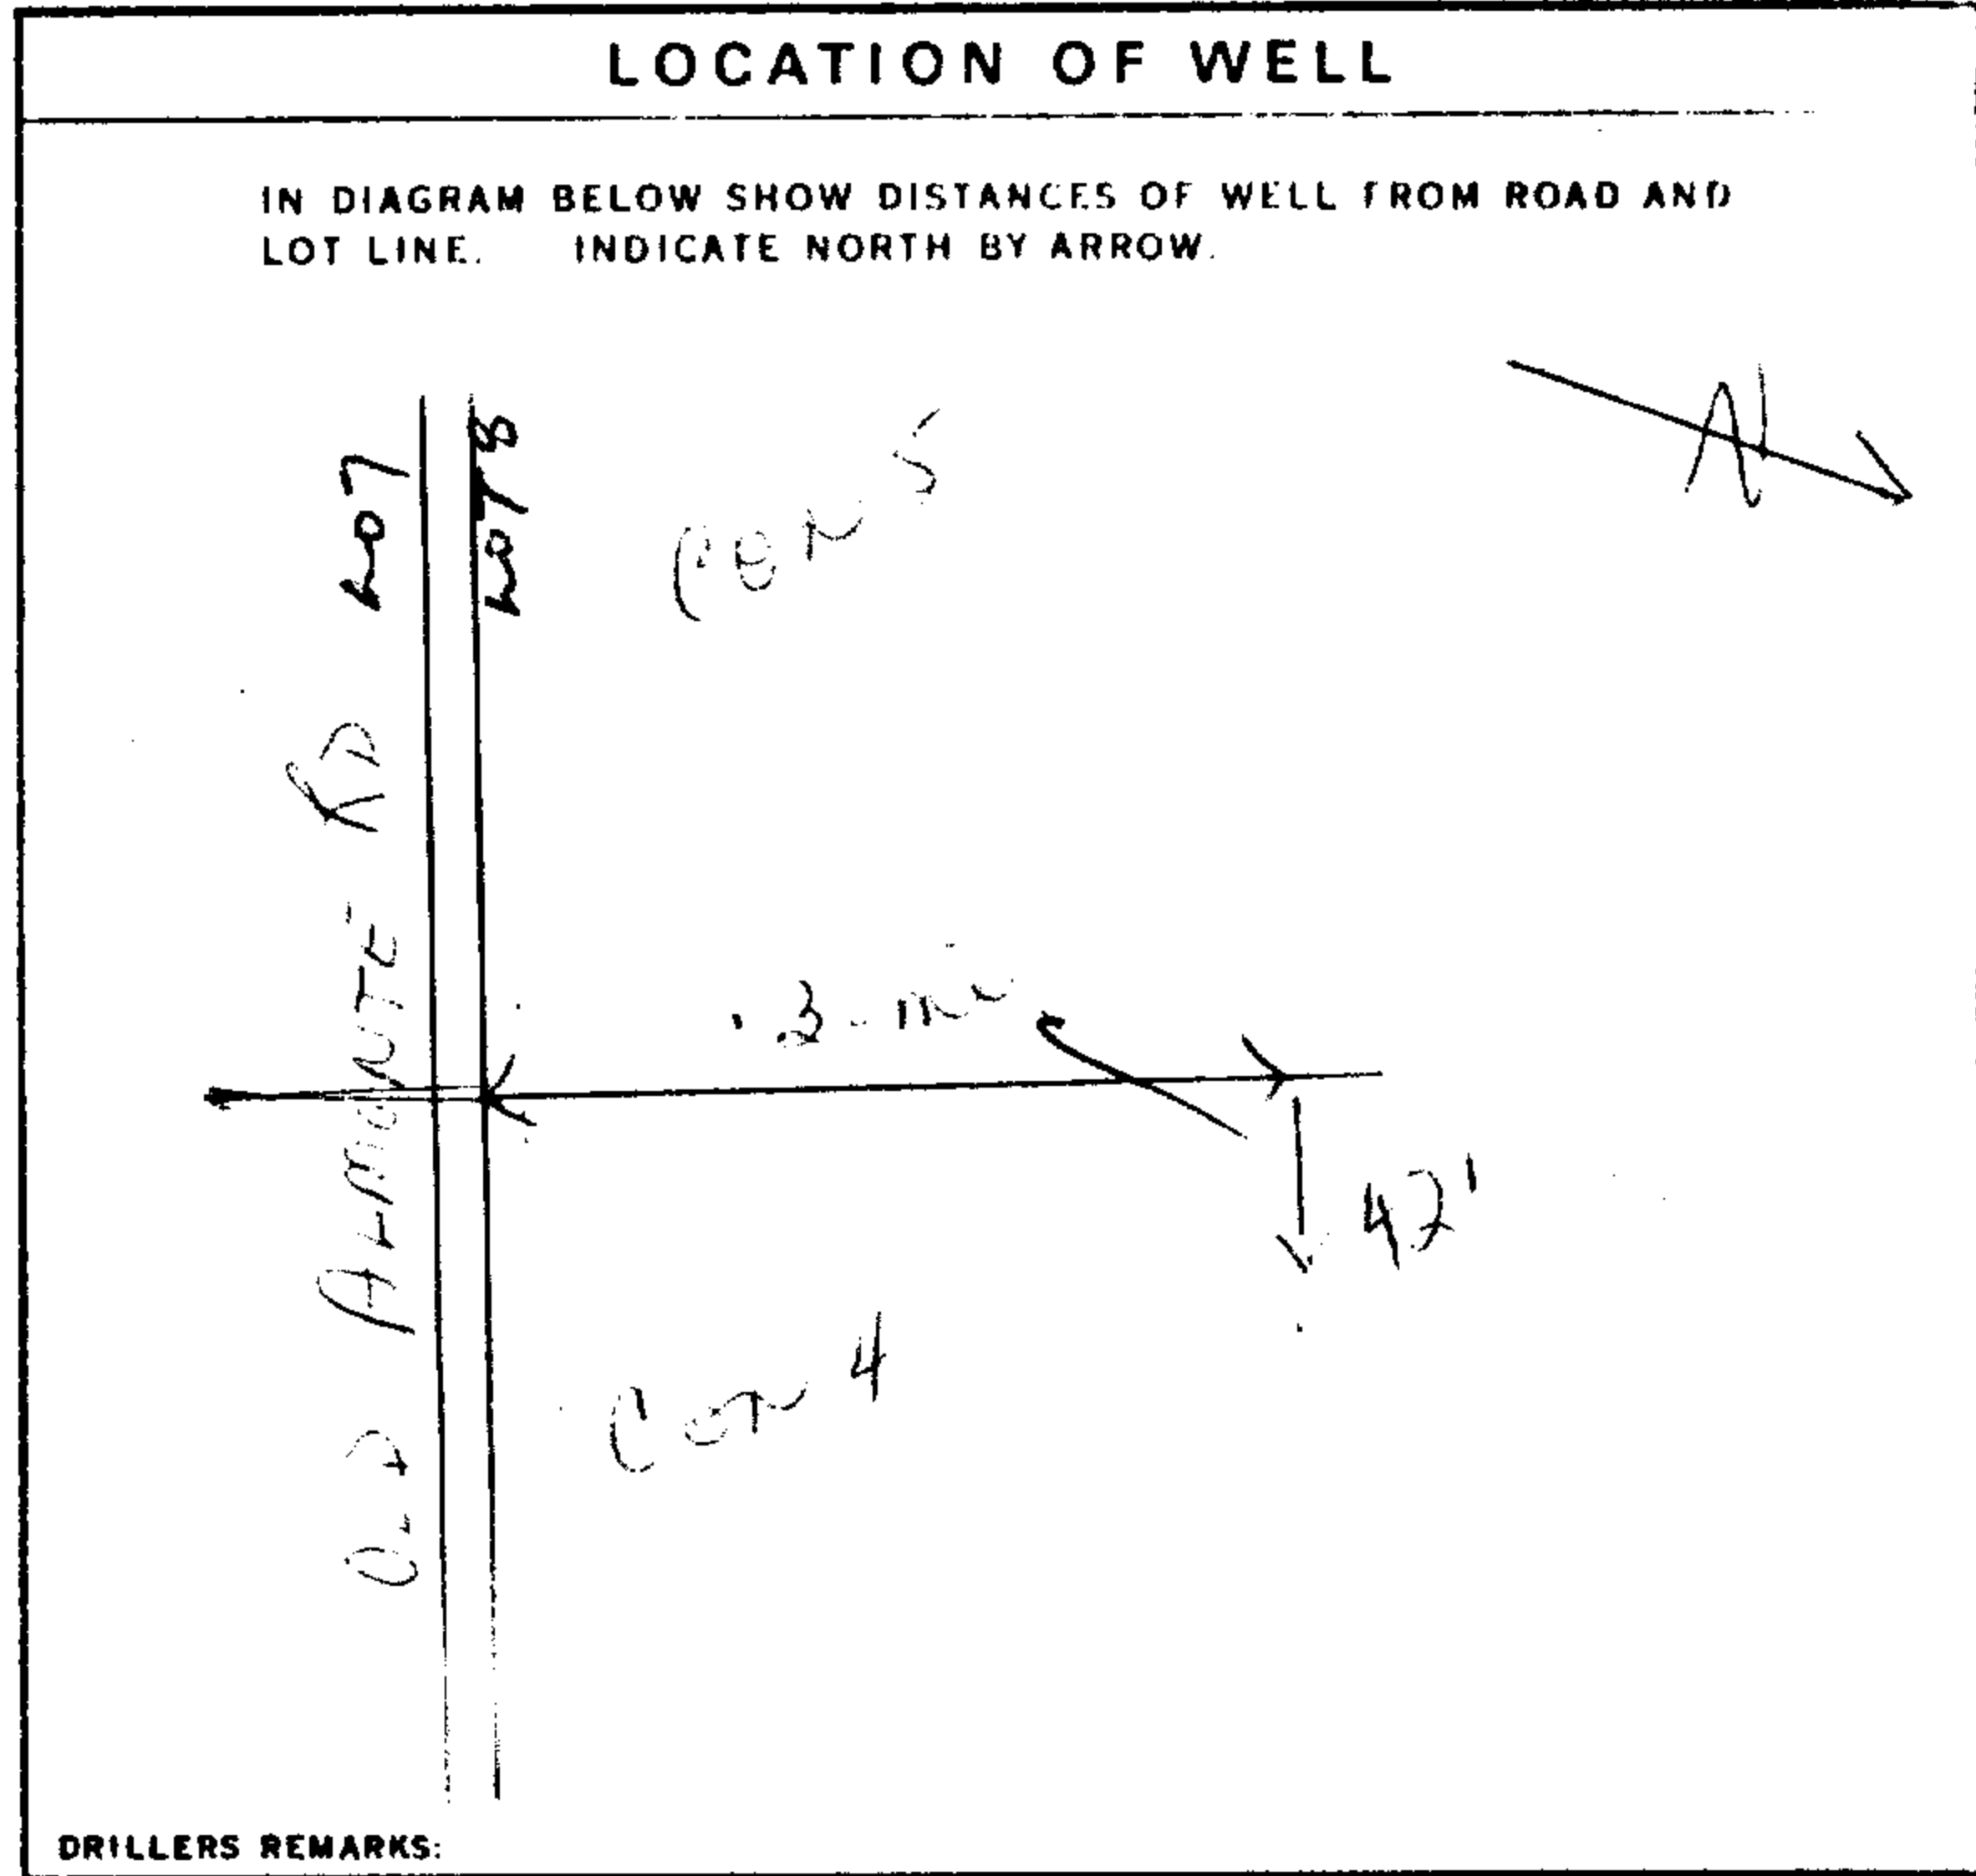 LOCATION OF WELL
IN DIAGRAM BELOW SHOW DISTANCES OF WELL FROM ROAD AND
LOT LINE. INDICATE NORTH BY ARROW.
N
LOT 7
LOT 8
CON 5
OLD ALMONTE RD
.3 mi
42'
Con 4
DRILLERS REMARKS: